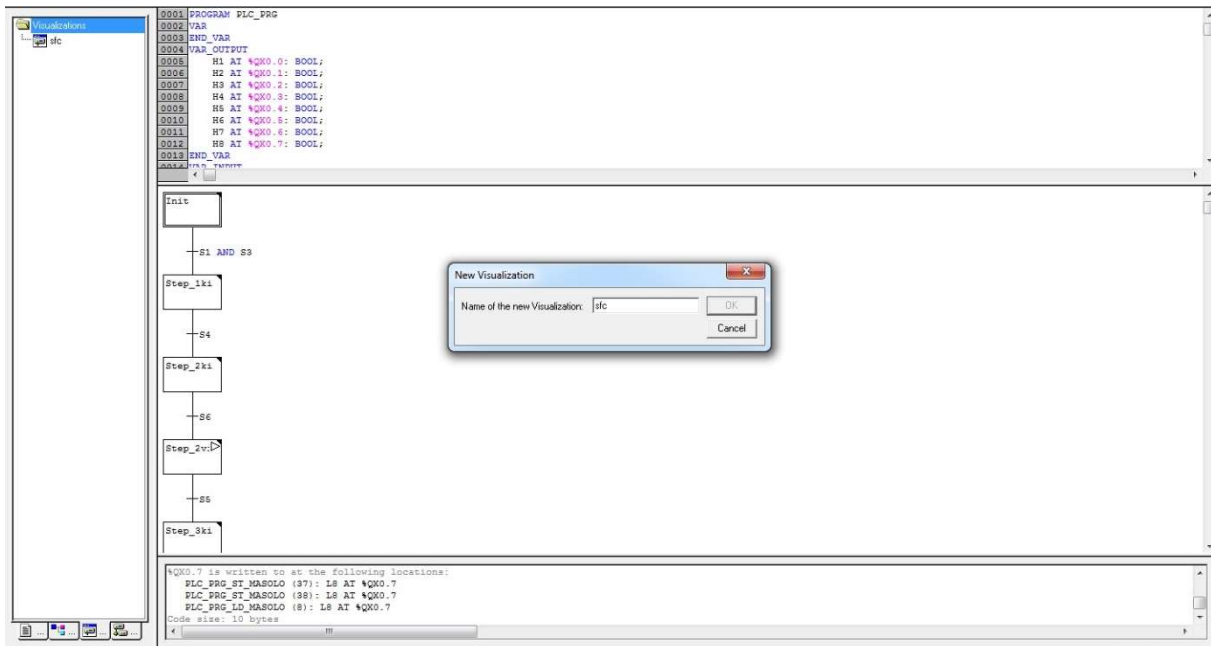 Visualizations
sfc
0001 PROGRAM PLC_PRG
0002 VAR
0003 END_VAR
0004 VAR_OUTPUT
0005 H1 AT %QX0.0: BOOL;
0006 H2 AT %QX0.1: BOOL;
0007 H3 AT %QX0.2: BOOL;
0008 H4 AT %QX0.3: BOOL;
0009 H5 AT %QX0.4: BOOL;
0010 H6 AT %QX0.5: BOOL;
0011 H7 AT %QX0.6: BOOL;
0012 H8 AT %QX0.7: BOOL;
0013 END_VAR
0014 VAR_INPUT
Init
S1 AND S3
Step_1ki
S4
Step_2ki
S6
Step_2v:
S5
Step_3ki
New Visualization
Name of the new Visualization: sfc
OK
Cancel
%QX0.7 is written to at the following locations:
PLC_PRG_ST_MASOLO (37): L8 AT %QX0.7
PLC_PRG_ST_MASOLO (38): L8 AT %QX0.7
PLC_PRG_LD_MASOLO (8): L8 AT %QX0.7
Code size: 10 bytes